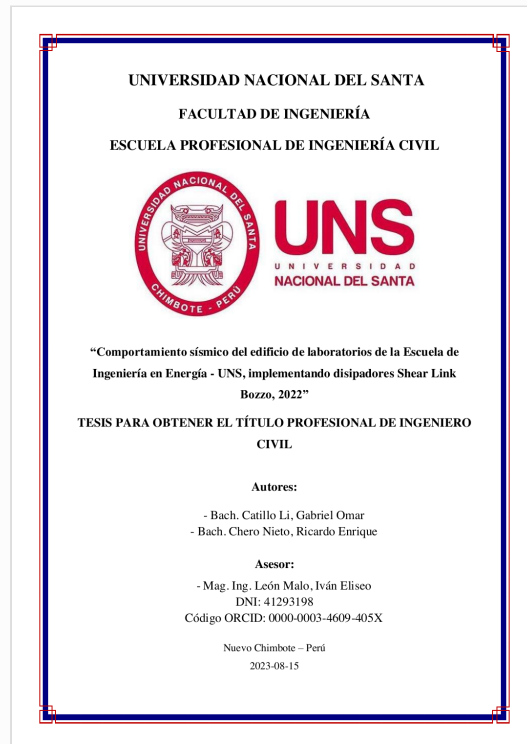 UNIVERSIDAD NACIONAL DEL SANTA
FACULTAD DE INGENIERÍA
ESCUELA PROFESIONAL DE INGENIERÍA CIVIL
UNIVERSIDAD NACIONAL DEL SANTA
CHIMBOTE - PERÚ
UNS
UNIVERSIDAD
NACIONAL DEL SANTA
“Comportamiento sísmico del edificio de laboratorios de la Escuela de
Ingeniería en Energía - UNS, implementando disipadores Shear Link
Bozzo, 2022”
TESIS PARA OBTENER EL TÍTULO PROFESIONAL DE INGENIERO
CIVIL
Autores:
- Bach. Catillo Li, Gabriel Omar
- Bach. Chero Nieto, Ricardo Enrique
Asesor:
- Mag. Ing. León Malo, Iván Eliseo
DNI: 41293198
Código ORCID: 0000-0003-4609-405X
Nuevo Chimbote – Perú
2023-08-15